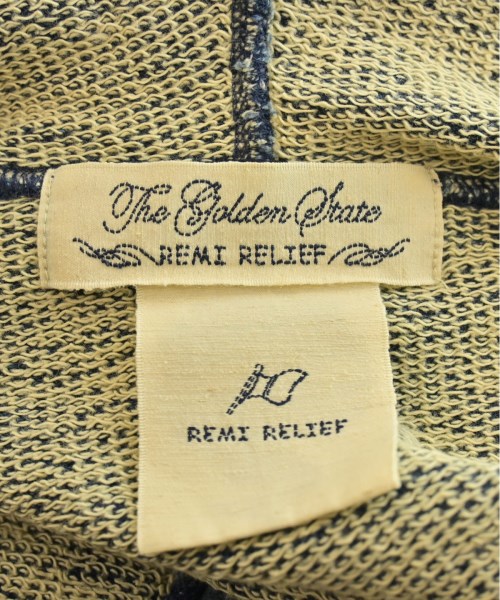 The Golden State
REMI RELIEF
REMI RELIEF